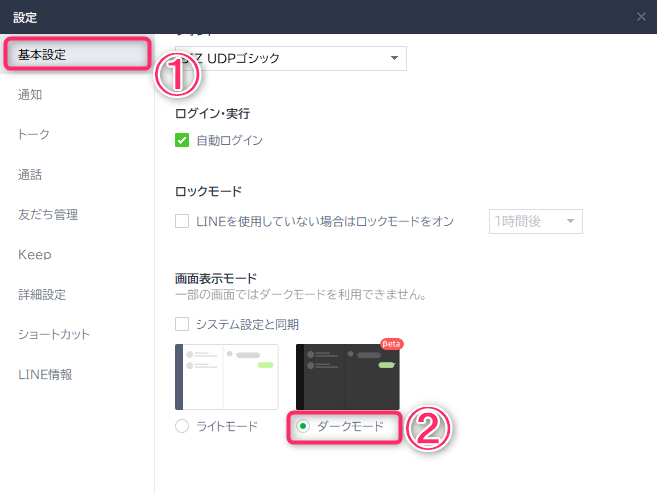 設定
基本設定
通知
トーク
通話
友だち管理
Keep
詳細設定
ショートカット
LINE情報
①
UDPゴシック
ログイン・実行
自動ログイン
ロックモード
LINEを使用していない場合はロックモードをオン
1時間後
画面表示モード
一部の画面ではダークモードを利用できません。
システム設定と同期
Beta
ライトモード
ダークモード
②